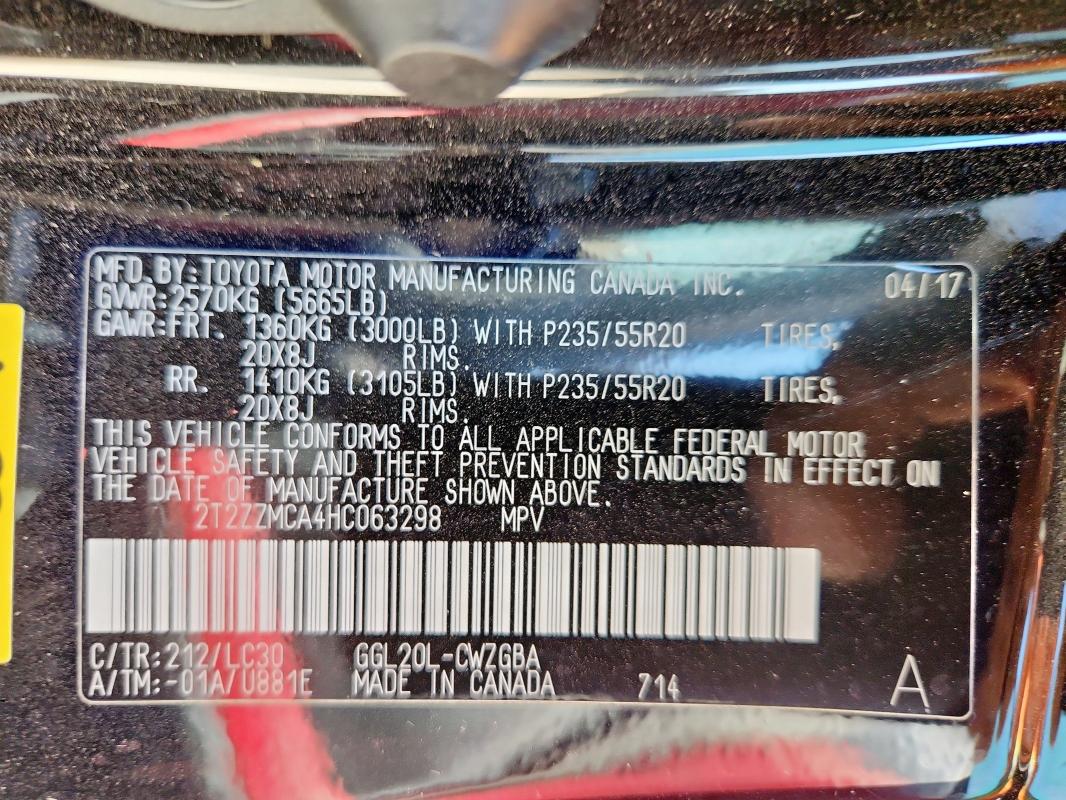 MFD. BY: TOYOTA MOTOR MANUFACTURING CANADA INC. 04/17
GVWR: 2570KG (5665LB)
GAWR: FRT. 1360KG (3000LB) WITH P235/55R20 TIRES,
20X8J RIMS.
RR. 1410KG (3105LB) WITH P235/55R20 TIRES,
20X8J RIMS.
THIS VEHICLE CONFORMS TO ALL APPLICABLE FEDERAL MOTOR
VEHICLE SAFETY AND THEFT PREVENTION STANDARDS IN EFFECT ON
THE DATE OF MANUFACTURE SHOWN ABOVE.
2T2ZZMCA4HC063298 MPV
C/TR: 212/LC30 GGL20L-CWZGBA
A/TM: -01A/U881E MADE IN CANADA 714 A